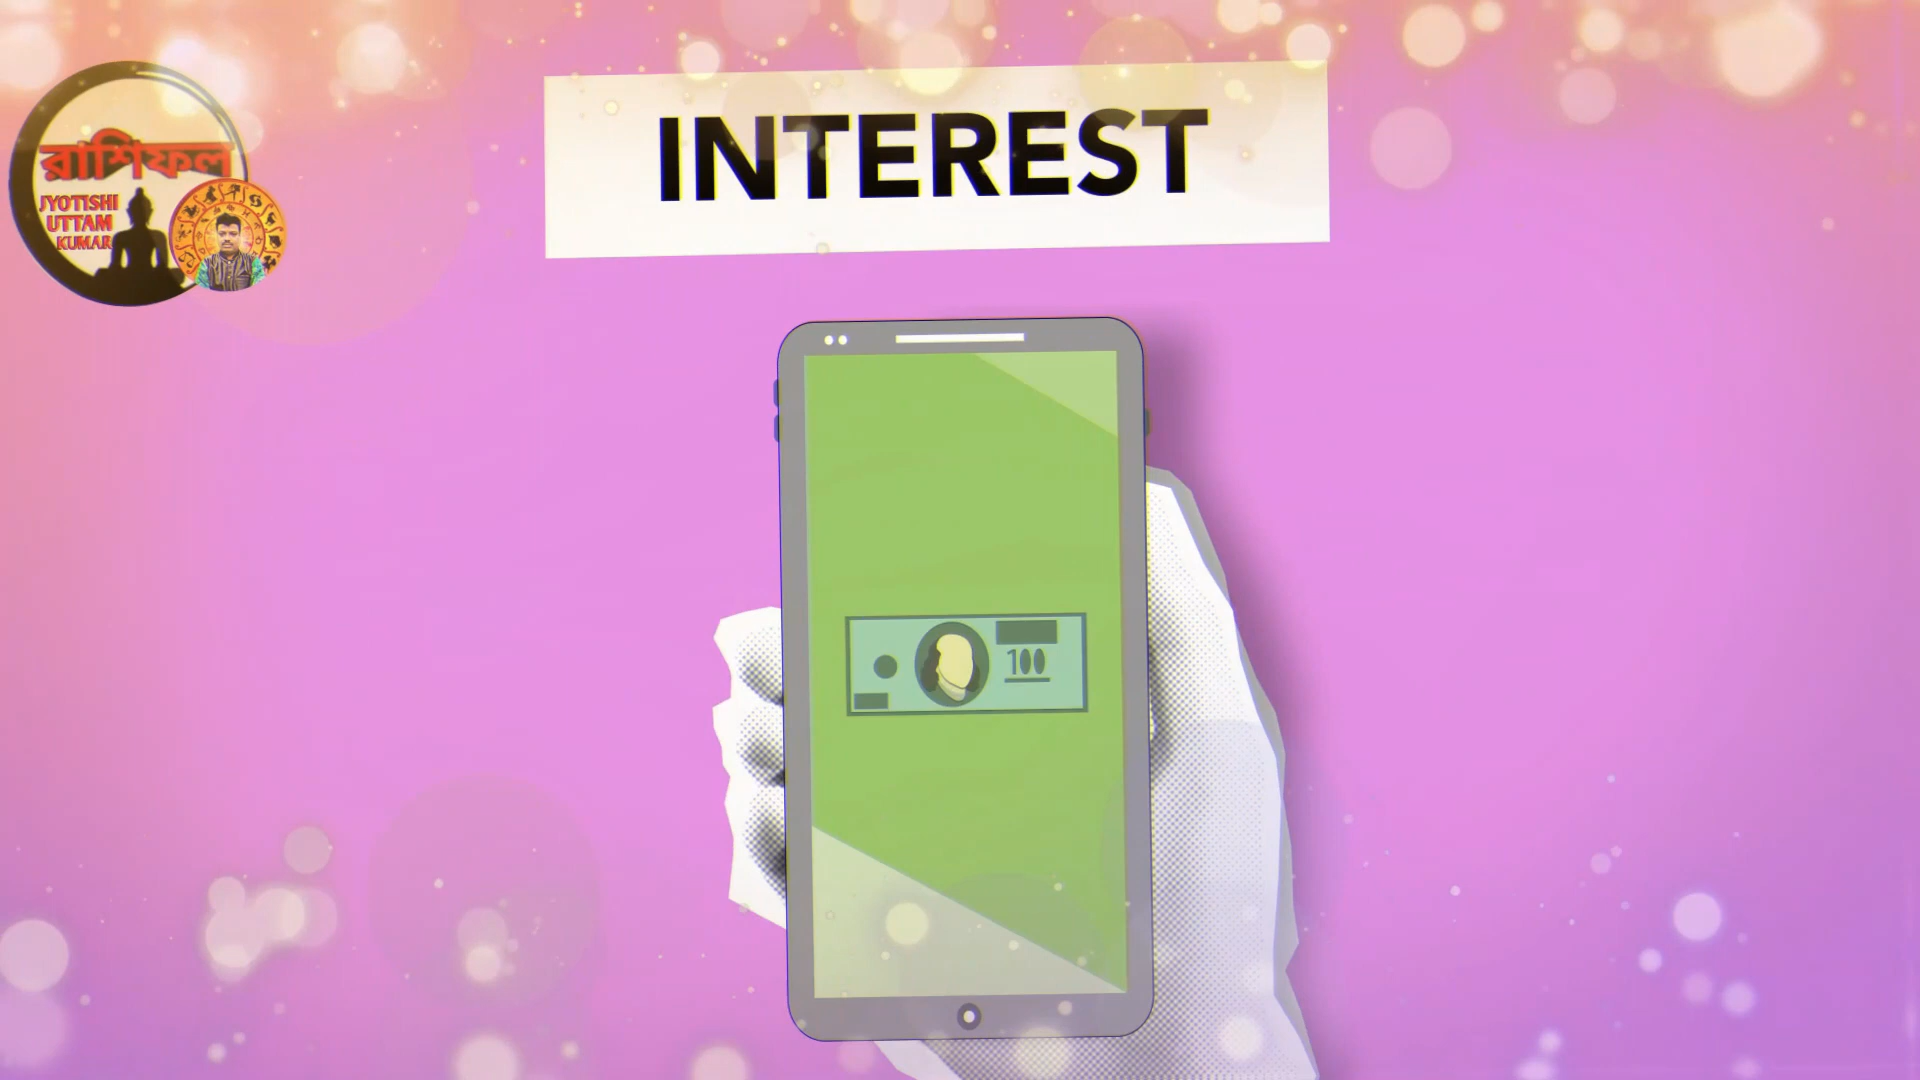 INTEREST
রাশিফল
JYOTISHI
UTTAM
KUMAR
100